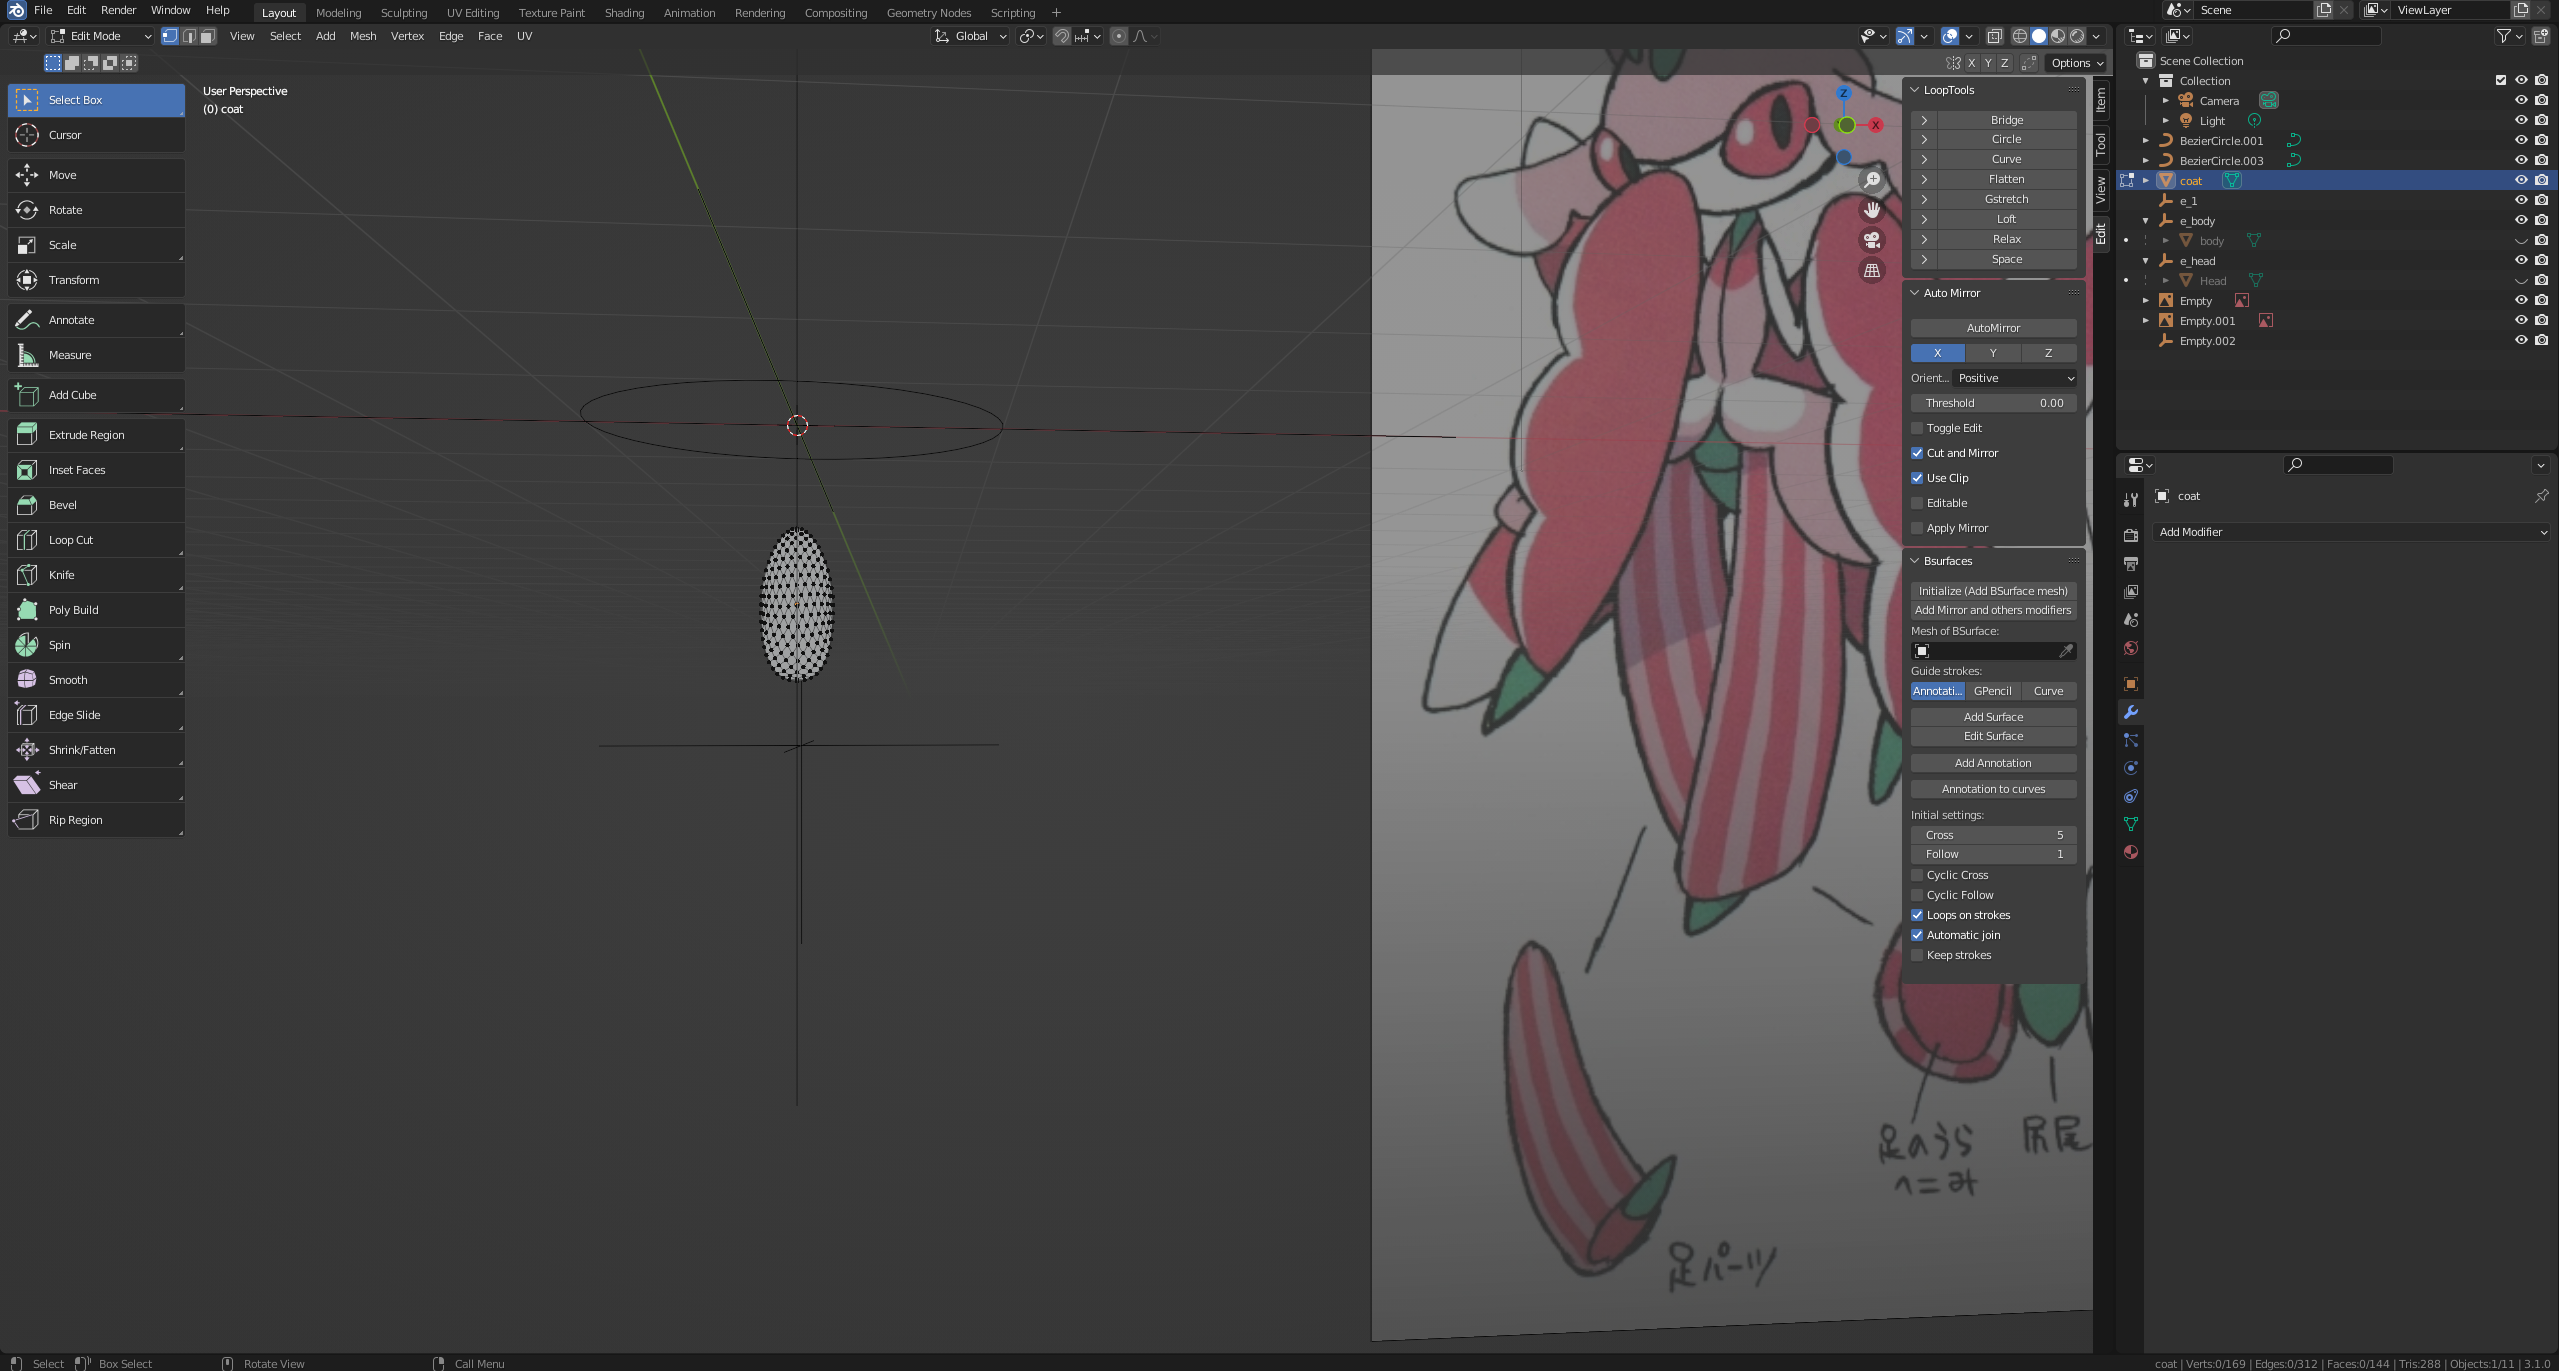 File Edit Render Window Help Layout Modeling Sculpting UV Editing Texture Paint Shading Animation Rendering Compositing Geometry Nodes Scripting + Scene ViewLayer
Edit Mode View Select Add Mesh Vertex Edge Face UV Global
X Y Z Options
User Perspective
(0) coat
Select Box
Cursor
Move
Rotate
Scale
Transform
Annotate
Measure
Add Cube
Extrude Region
Inset Faces
Bevel
Loop Cut
Knife
Poly Build
Spin
Smooth
Edge Slide
Shrink/Fatten
Shear
Rip Region
Z
X
LoopTools
Bridge
Circle
Curve
Flatten
Gstretch
Loft
Relax
Space
Auto Mirror
AutoMirror
X Y Z
Orient... Positive
Threshold 0.00
Toggle Edit
Cut and Mirror
Use Clip
Editable
Apply Mirror
Bsurfaces
Initialize (Add BSurface mesh)
Add Mirror and others modifiers
Mesh of BSurface:
Guide strokes:
Annotati... GPencil Curve
Add Surface
Edit Surface
Add Annotation
Annotation to curves
Initial settings:
Cross 5
Follow 1
Cyclic Cross
Cyclic Follow
Loops on strokes
Automatic join
Keep strokes
Item
Tool
View
Edit
足のうら
へこみ
足パーツ
Scene Collection
Collection
Camera
Light
BezierCircle.001
BezierCircle.003
coat
e_1
e_body
body
e_head
Head
Empty
Empty.001
Empty.002
coat
Add Modifier
Select Box Select Rotate View Call Menu coat | Verts:0/169 | Edges:0/312 | Faces:0/144 | Tris:288 | Objects:1/11 | 3.1.0